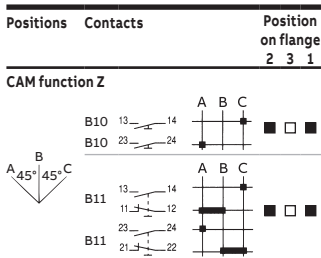 Positions Contacts Position on flange
2 3 1
CAM function Z
A B C
B10 13 14
B10 23 24
B
A 45° 45° C
A B C
13 14
B11
11 12
23 24
B11
21 22